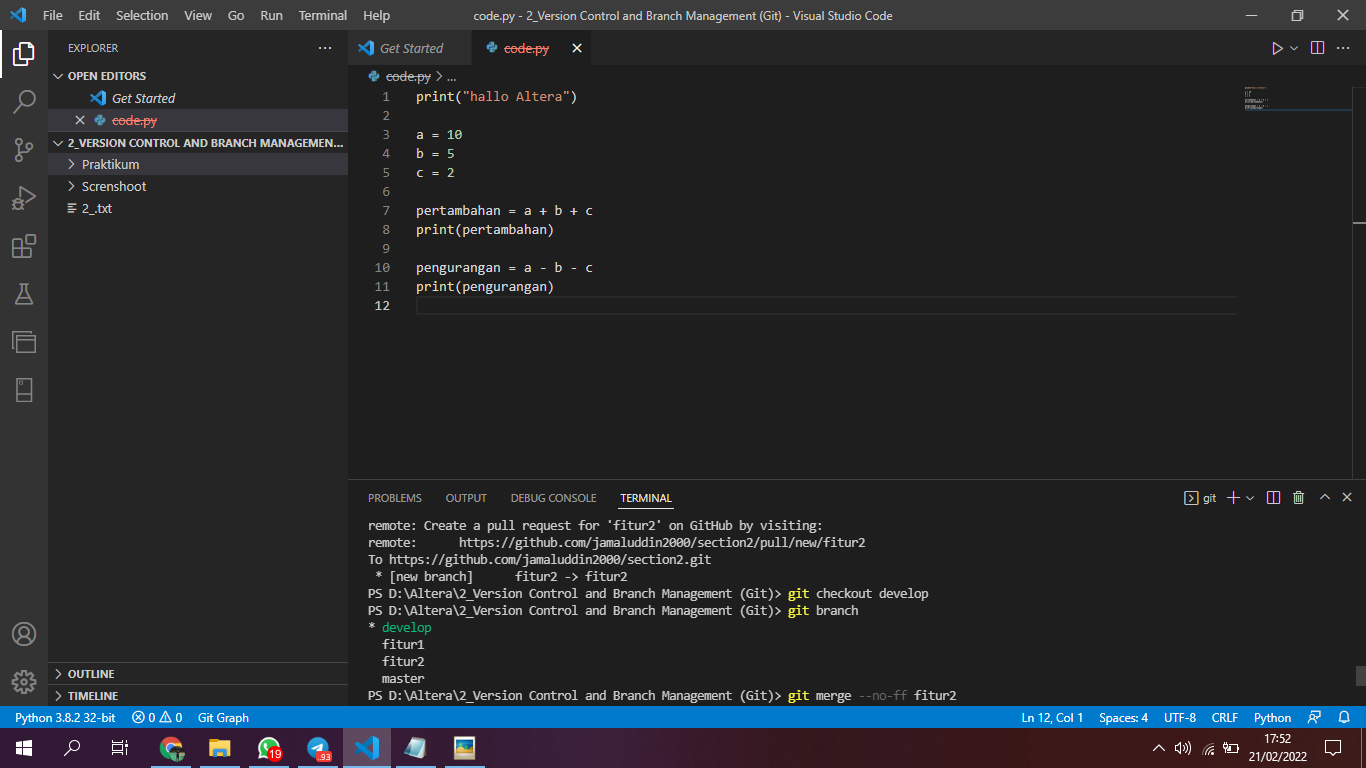 File Edit Selection View Go Run Terminal Help
code.py - 2_Version Control and Branch Management (Git) - Visual Studio Code
EXPLORER
OPEN EDITORS
Get Started
code.py
2_VERSION CONTROL AND BRANCH MANAGEMEN...
Praktikum
Screnshoot
2_.txt
OUTLINE
TIMELINE
Get Started
code.py
code.py > ...
1 print("hallo Altera")
2
3 a = 10
4 b = 5
5 c = 2
6
7 pertambahan = a + b + c
8 print(pertambahan)
9
10 pengurangan = a - b - c
11 print(pengurangan)
12
PROBLEMS OUTPUT DEBUG CONSOLE TERMINAL
git
remote: Create a pull request for 'fitur2' on GitHub by visiting:
remote:      https://github.com/jamaluddin2000/section2/pull/new/fitur2
To https://github.com/jamaluddin2000/section2.git
 * [new branch]      fitur2 -> fitur2
PS D:\Altera\2_Version Control and Branch Management (Git)> git checkout develop
PS D:\Altera\2_Version Control and Branch Management (Git)> git branch
* develop
  fitur1
  fitur2
  master
PS D:\Altera\2_Version Control and Branch Management (Git)> git merge --no-ff fitur2
Python 3.8.2 32-bit 0 0 Git Graph Ln 12, Col 1 Spaces: 4 UTF-8 CRLF Python
19
93
17:52
21/02/2022